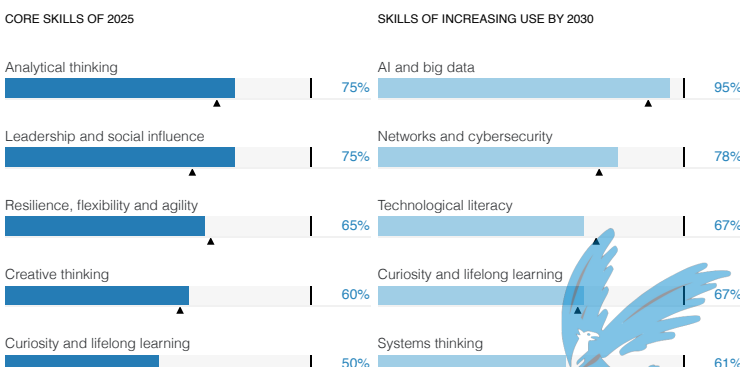 CORE SKILLS OF 2025
Analytical thinking
75%
Leadership and social influence
75%
Resilience, flexibility and agility
65%
Creative thinking
60%
Curiosity and lifelong learning
50%
SKILLS OF INCREASING USE BY 2030
AI and big data
95%
Networks and cybersecurity
78%
Technological literacy
67%
Curiosity and lifelong learning
67%
Systems thinking
61%